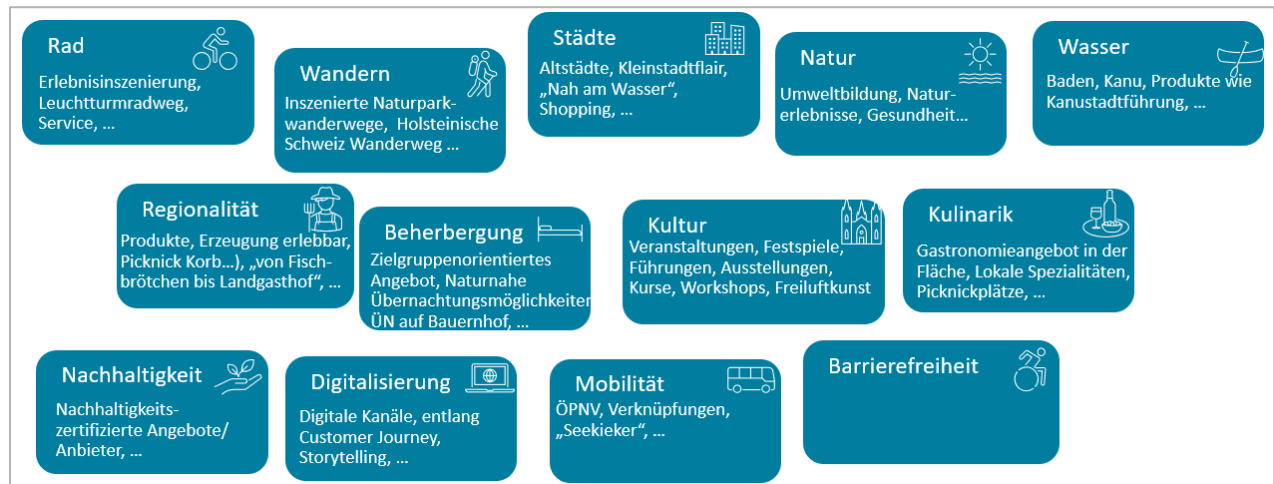 Rad
Erlebnisinszenierung,
Leuchtturmradweg,
Service, ...
Wandern
Inszenierte Naturpark-
wanderwege, Holsteinische
Schweiz Wanderweg ...
Städte
Altstädte, Kleinstadtflair,
„Nah am Wasser“,
Shopping, ...
Natur
Umweltbildung, Natur-
erlebnisse, Gesundheit...
Wasser
Baden, Kanu, Produkte wie
Kanustadtführung, ...
Regionalität
Produkte, Erzeugung erlebbar,
Picknick Korb...), „von Fisch-
brötchen bis Landgasthof“, ...
Beherbergung
Zielgruppenorientiertes
Angebot, Naturnahe
Übernachtungsmöglichkeiten
ÜN auf Bauernhof, ...
Kultur
Veranstaltungen, Festspiele,
Führungen, Ausstellungen,
Kurse, Workshops, Freiluftkunst
Kulinarik
Gastronomieangebot in der
Fläche, Lokale Spezialitäten,
Picknickplätze, ...
Nachhaltigkeit
Nachhaltigkeits-
zertifizierte Angebote/
Anbieter, ...
Digitalisierung
Digitale Kanäle, entlang
Customer Journey,
Storytelling, ...
Mobilität
ÖPNV, Verknüpfungen,
„Seekieker“, ...
Barrierefreiheit